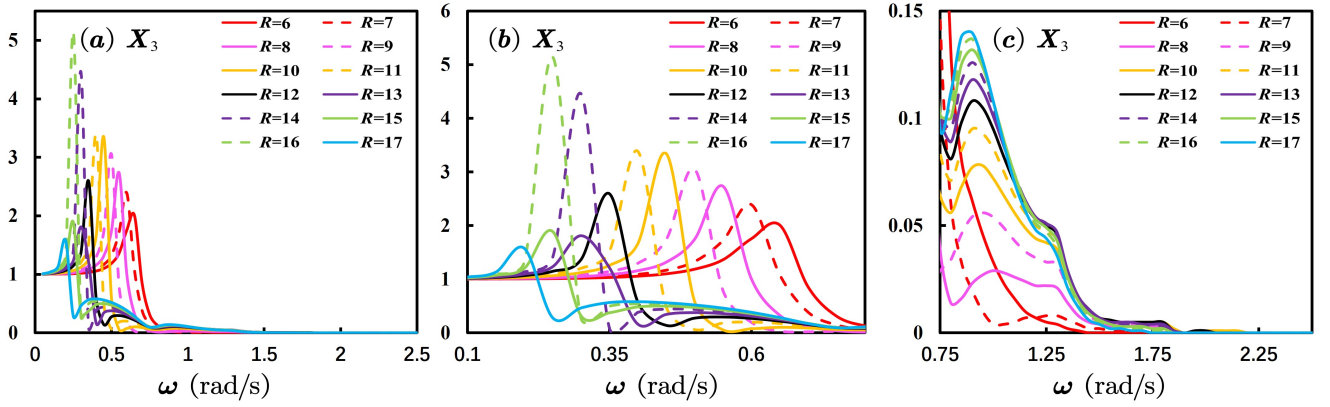 (a) X₃
R=6 R=7
R=8 R=9
R=10 R=11
R=12 R=13
R=14 R=15
R=16 R=17
5
4
3
2
1
0
0 0.5 1 1.5 2 2.5
ω (rad/s)
(b) X₃
R=6 R=7
R=8 R=9
R=10 R=11
R=12 R=13
R=14 R=15
R=16 R=17
6
5
4
3
2
1
0
0.1 0.35 0.6
ω (rad/s)
(c) X₃
R=6 R=7
R=8 R=9
R=10 R=11
R=12 R=13
R=14 R=15
R=16 R=17
0.15
0.1
0.05
0
0.75 1.25 1.75 2.25
ω (rad/s)